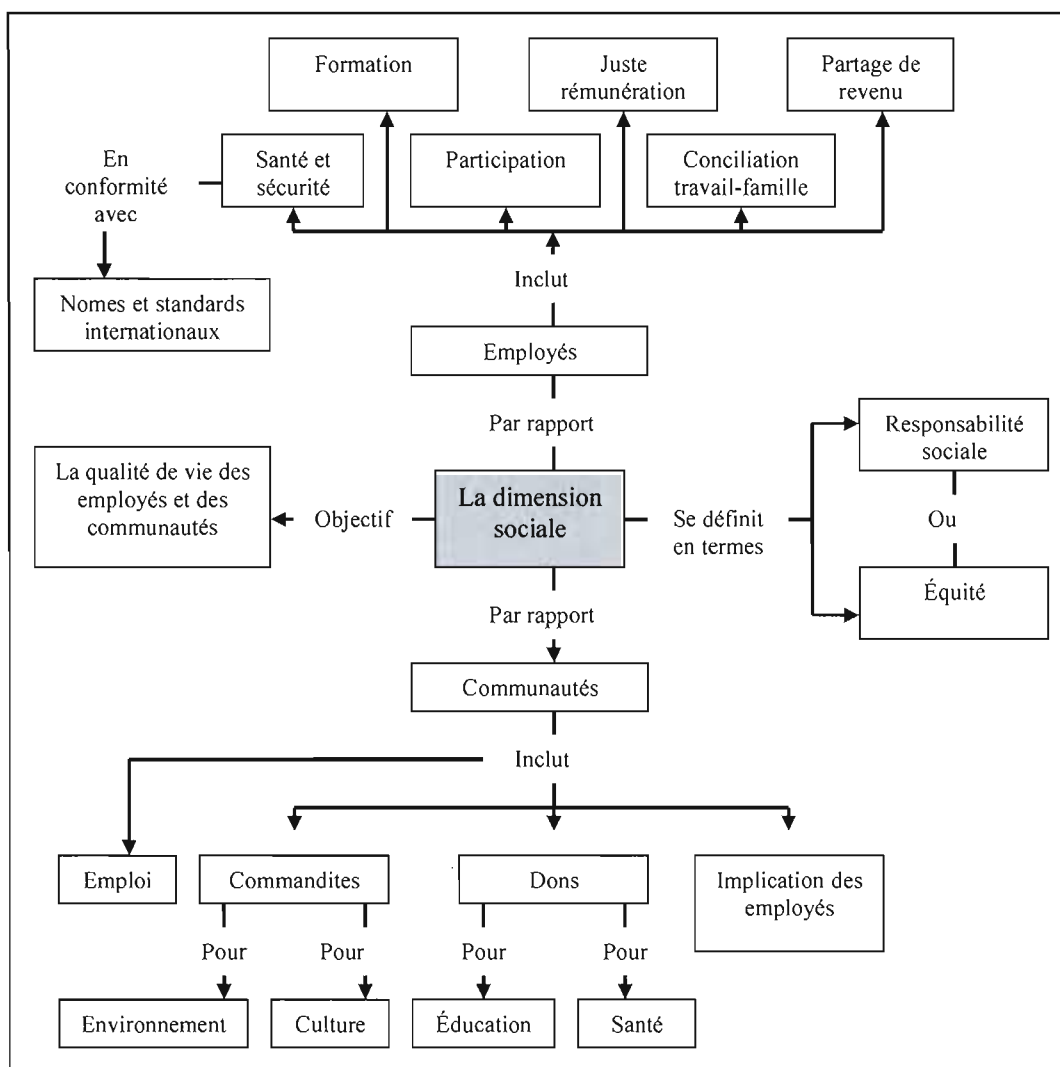 Formation
Juste
rémunération
Partage de
revenu
En
conformité
avec
Santé et
sécurité
Participation
Conciliation
travail-famille
Inclut
Nomes et standards
internationaux
Employés
Par rapport
Responsabilité
sociale
La qualité de vie des
employés et des
communautés
Objectif
La dimension
sociale
Se définit
en termes
Ou
Équité
Par rapport
Communautés
Inclut
Emploi
Commandites
Dons
Implication des
employés
Pour
Pour
Pour
Pour
Environnement
Culture
Éducation
Santé